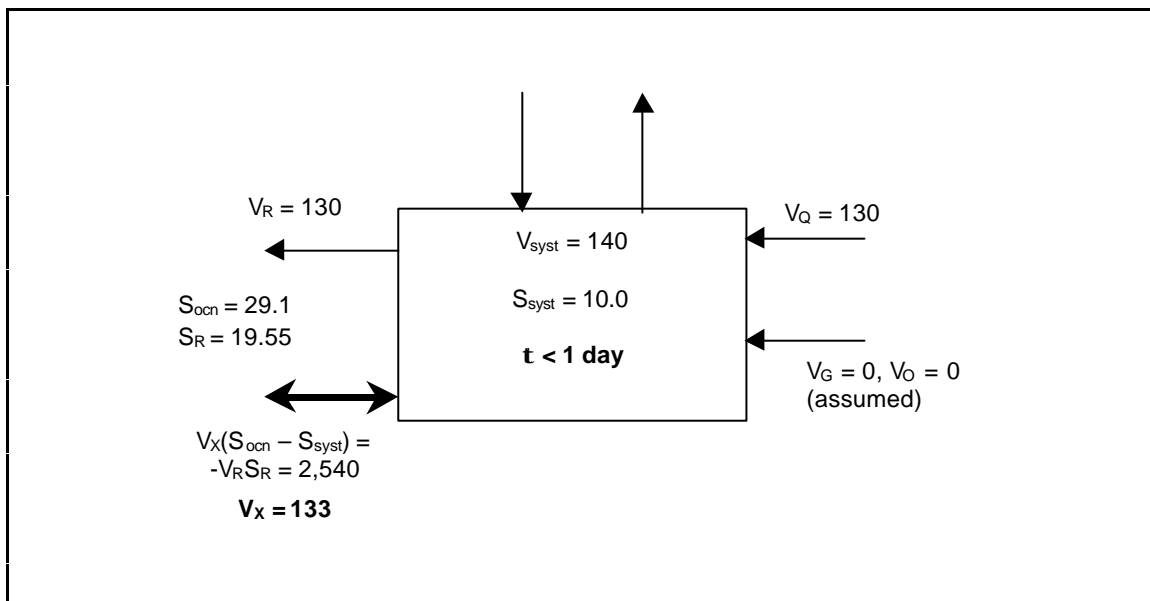 V_R = 130
V_Q = 130
V_syst = 140
S_ocn = 29.1
S_R = 19.55
S_syst = 10.0
t < 1 day
V_G = 0, V_O = 0
(assumed)
V_X(S_ocn – S_syst) =
-V_RS_R = 2,540
V_X = 133